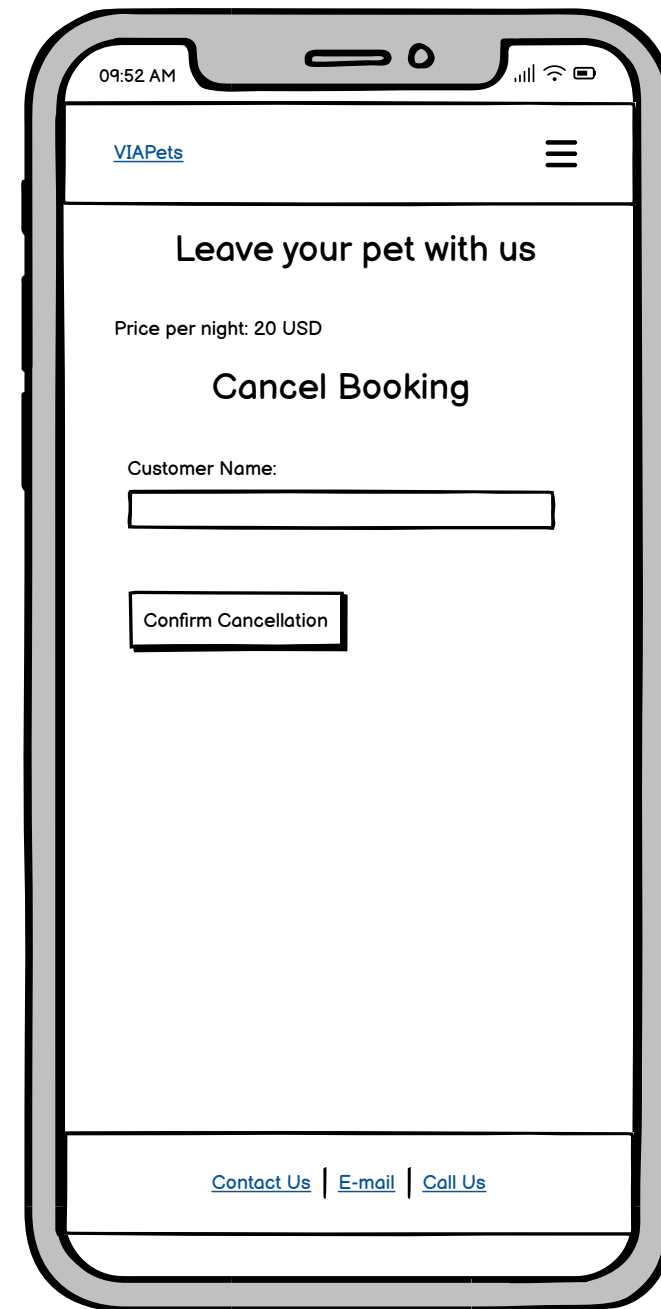 09:52 AM
VIAPets
Leave your pet with us
Price per night: 20 USD
Cancel Booking
Customer Name:
Confirm Cancellation
Contact Us | E-mail | Call Us